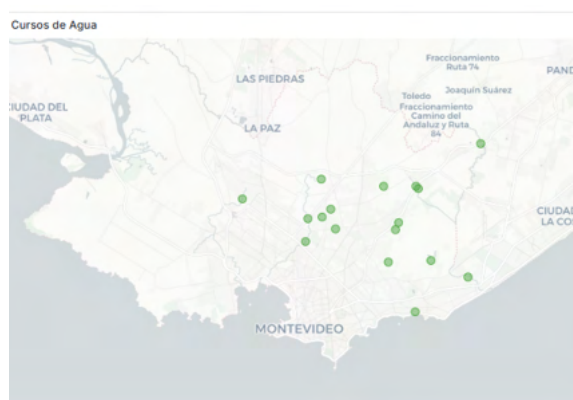 Cursos de Agua
Fraccionamiento
Ruta 74
LAS PIEDRAS
PAND
Toledo
Joaquín Suárez
CIUDAD DEL
PLATA
Fraccionamiento
Camino del
Andaluz y Ruta
84
LA PAZ
CIUDAD
LA CO
MONTEVIDEO